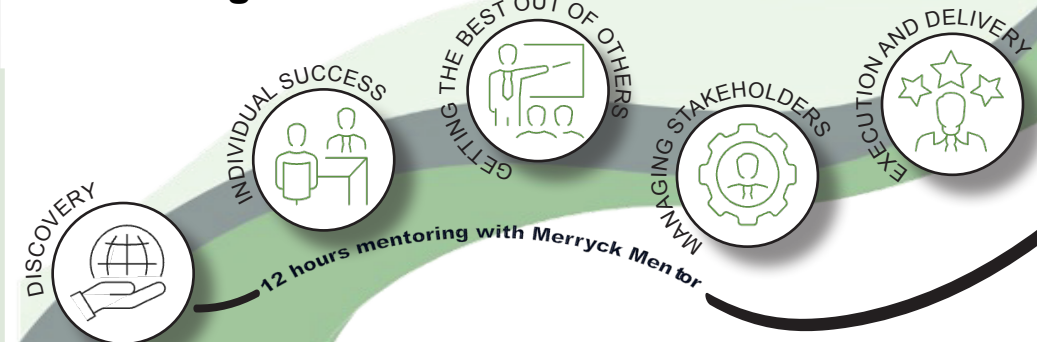 DISCOVERY
INDIVIDUAL SUCCESS
GETTING THE BEST OUT OF OTHERS
MANAGING STAKEHOLDERS
EXECUTION AND DELIVERY
12 hours mentoring with Merryck Mentor